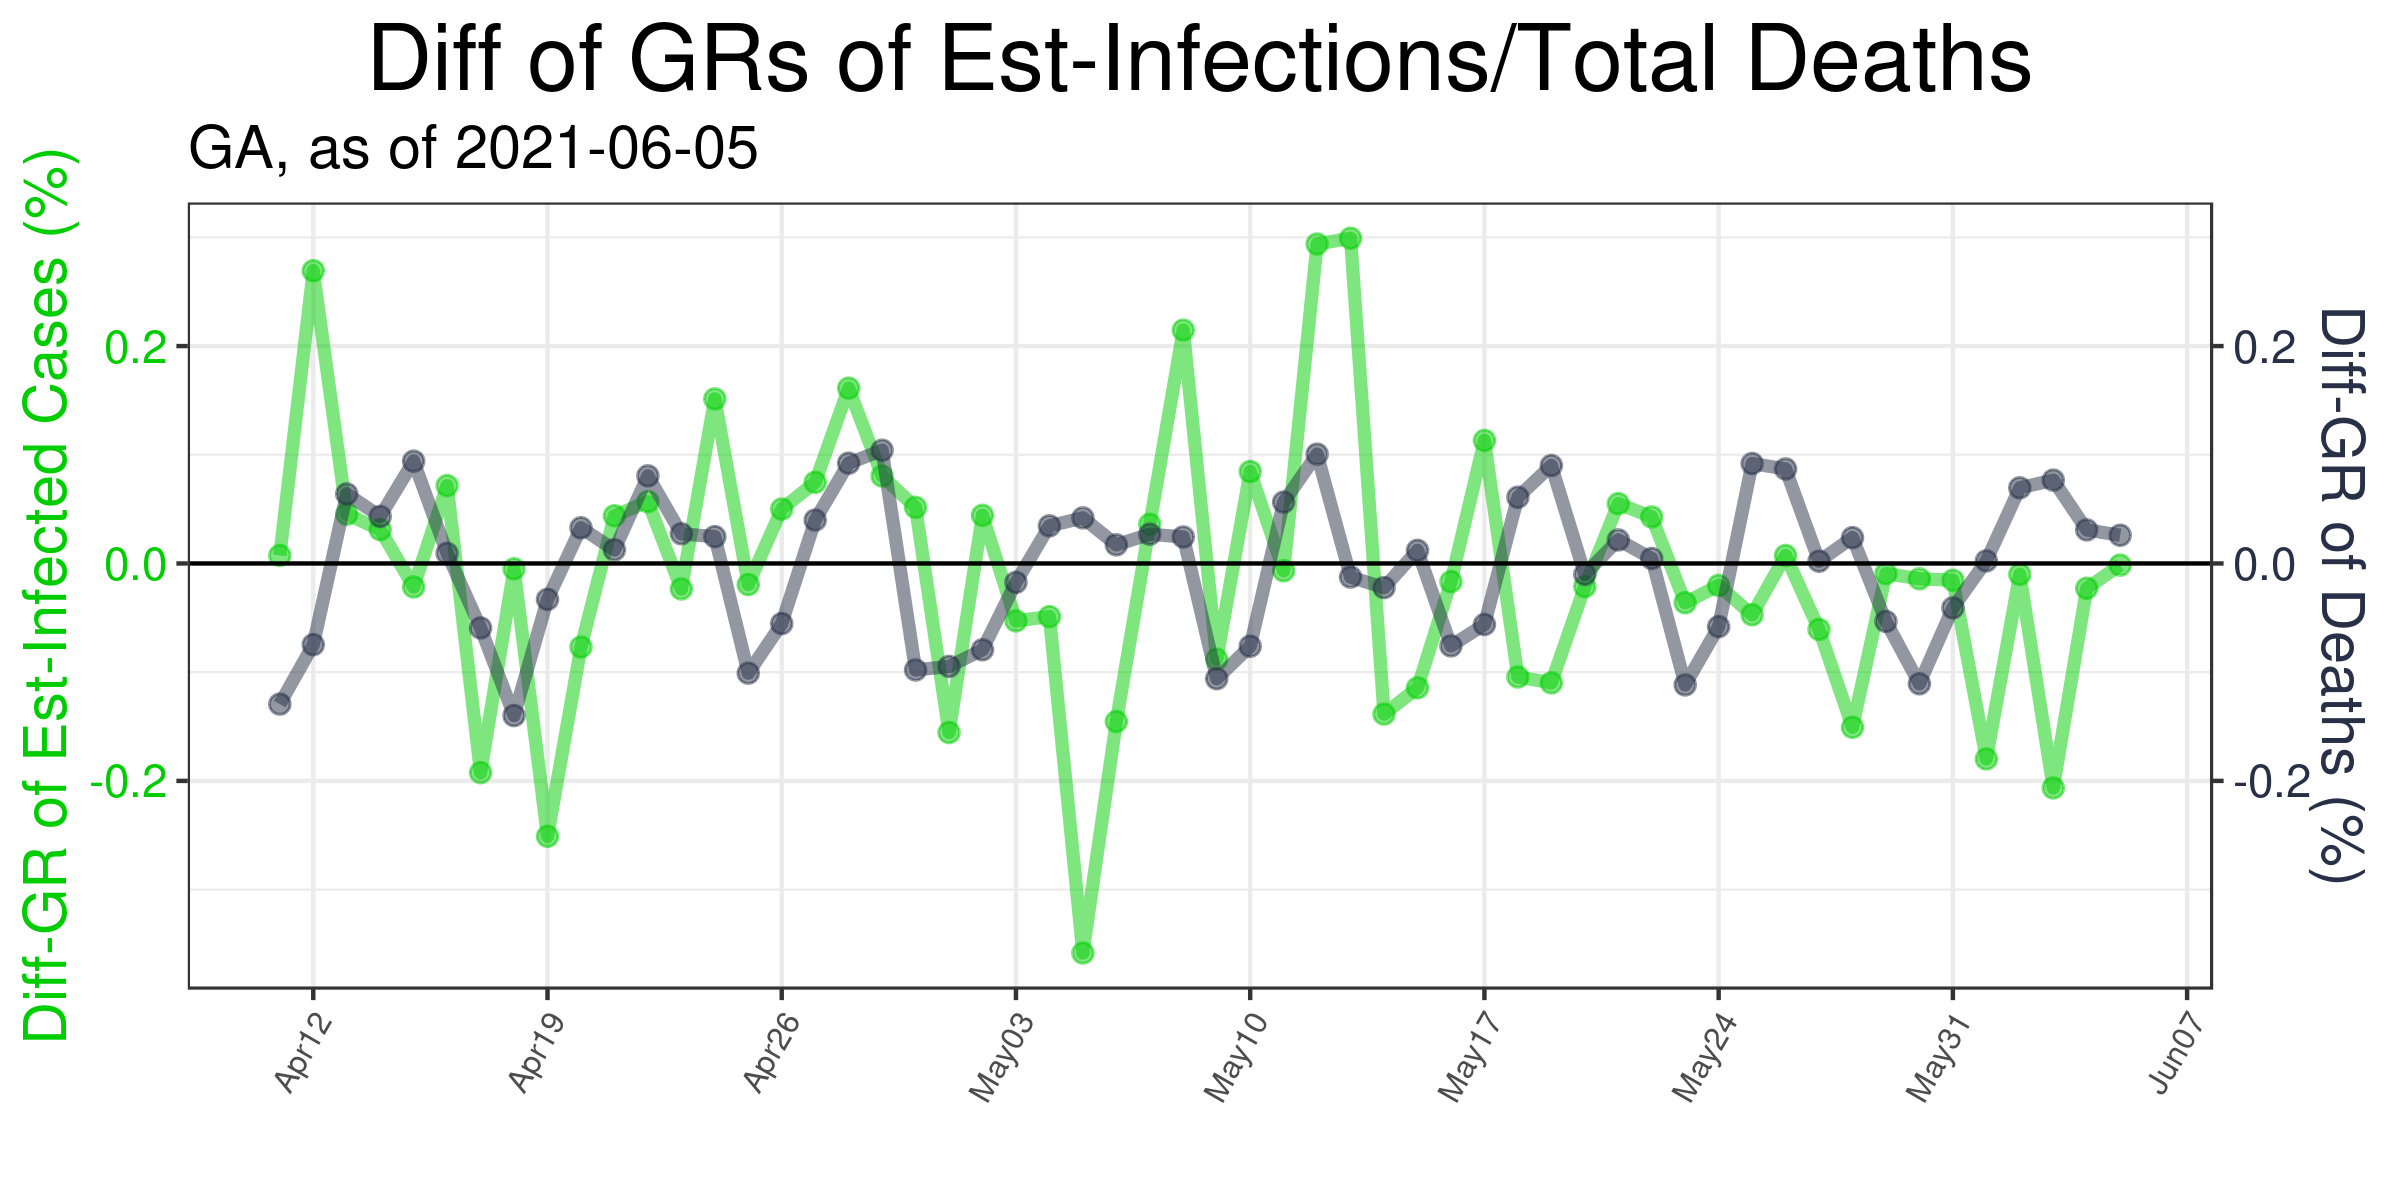 Diff of GRs of Est-Infections/Total Deaths
GA, as of 2021-06-05
Diff-GR of Est-Infected Cases (%)
0.2
0.0
-0.2
0.2
0.0
-0.2
Diff-GR of Deaths (%)
Apr12
Apr19
Apr26
May03
May10
May17
May24
May31
Jun07